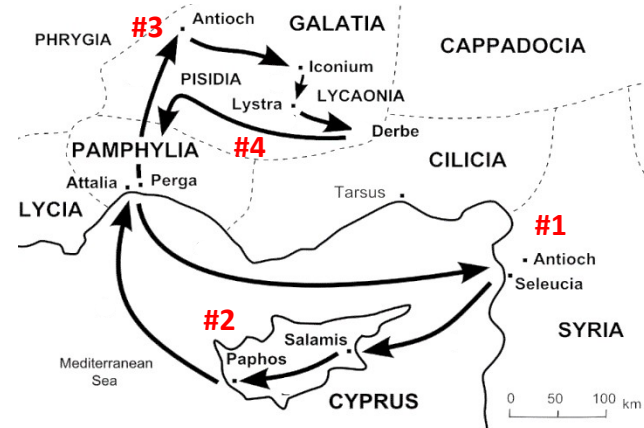 #3
Antioch
GALATIA
PHRYGIA
CAPPADOCIA
Iconium
PISIDIA
Lystra
LYCAONIA
Derbe
#4
PAMPHYLIA
CILICIA
Attalia
Perga
Tarsus
LYCIA
#1
Antioch
Seleucia
#2
Salamis
SYRIA
Paphos
Mediterranean
Sea
CYPRUS
0 50 100 km